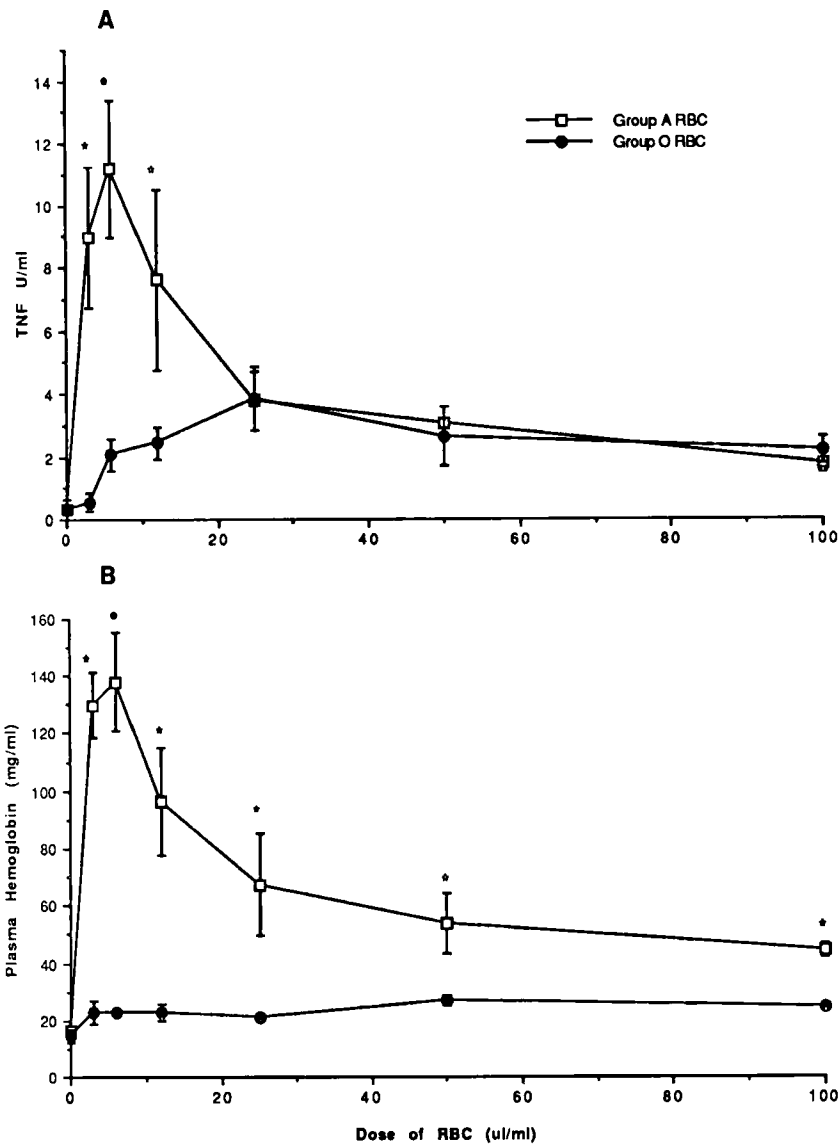 A
14
12
10
8
6
4
2
0
TNF U/ml
Group A RBC
Group O RBC
0 20 40 60 80 100
B
160
140
120
100
80
60
40
20
0
Plasma Hemoglobin (mg/ml)
0 20 40 60 80 100
Dose of RBC (ul/ml)